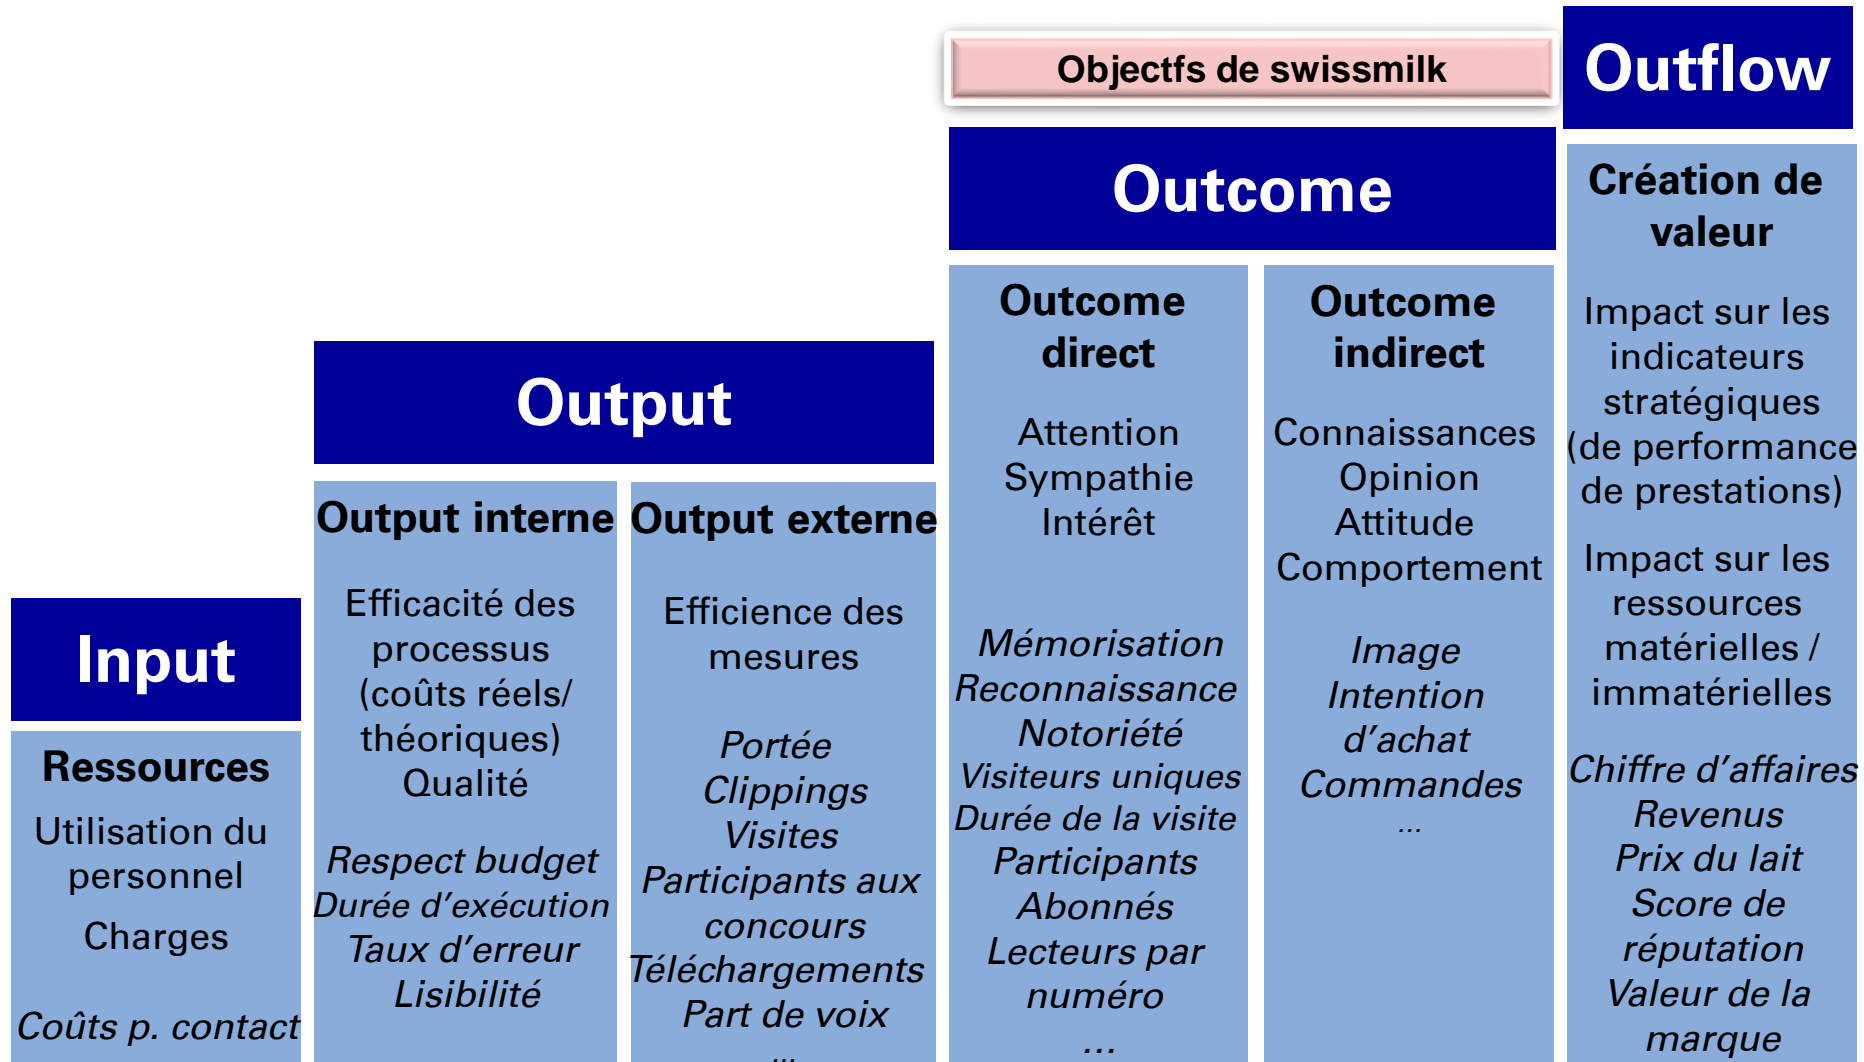 Objectfs de swissmilk
Outflow
Création de
valeur
Impact sur les
indicateurs
stratégiques
(de performance
de prestations)
Impact sur les
ressources
matérielles /
immatérielles
Chiffre d’affaires
Revenus
Prix du lait
Score de
réputation
Valeur de la
marque
Outcome
Outcome
direct
Attention
Sympathie
Intérêt
Mémorisation
Reconnaissance
Notoriété
Visiteurs uniques
Durée de la visite
Participants
Abonnés
Lecteurs par
numéro
...
Outcome
indirect
Connaissances
Opinion
Attitude
Comportement
Image
Intention
d’achat
Commandes
...
Output
Output interne
Efficacité des
processus
(coûts réels/
théoriques)
Qualité
Respect budget
Durée d’exécution
Taux d’erreur
Lisibilité
Output externe
Efficience des
mesures
Portée
Clippings
Visites
Participants aux
concours
Téléchargements
Part de voix
...
Input
Ressources
Utilisation du
personnel
Charges
Coûts p. contact